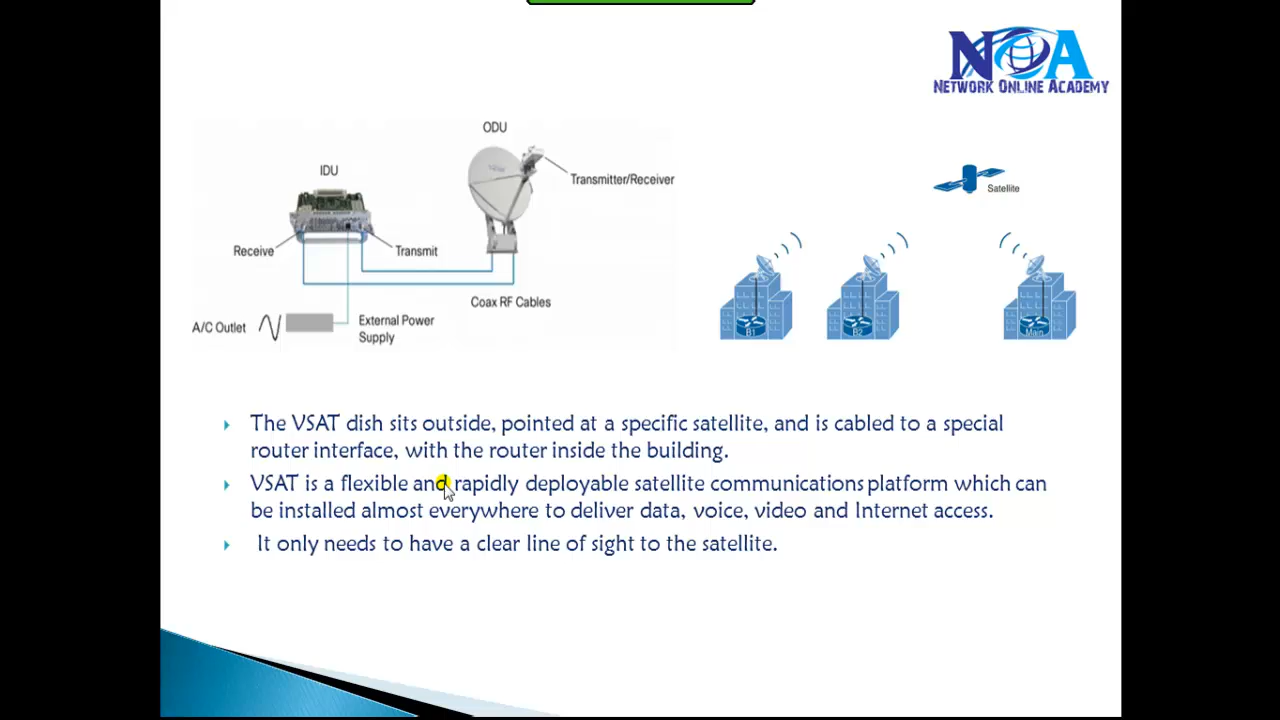 NOA
NETWORK ONLINE ACADEMY
ODU
IDU
Transmitter/Receiver
Satellite
Receive
Transmit
Coax RF Cables
A/C Outlet
External Power
Supply
B1
B2
Main
The VSAT dish sits outside, pointed at a specific satellite, and is cabled to a special
router interface, with the router inside the building.
VSAT is a flexible and rapidly deployable satellite communications platform which can
be installed almost everywhere to deliver data, voice, video and Internet access.
It only needs to have a clear line of sight to the satellite.